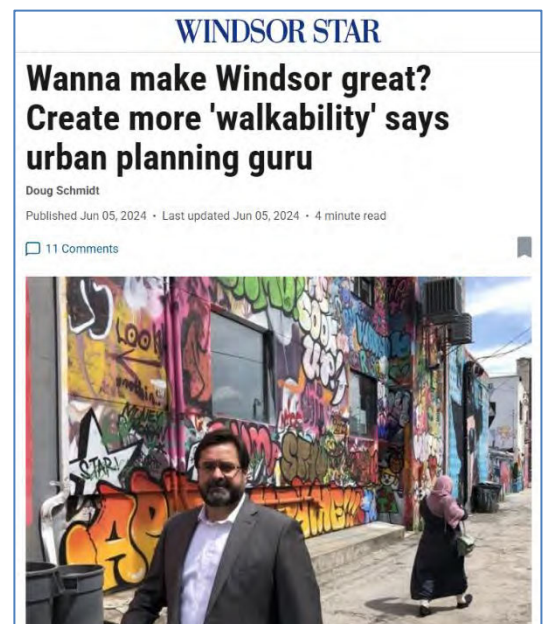 WINDSOR STAR
Wanna make Windsor great?
Create more 'walkability' says
urban planning guru
Doug Schmidt
Published Jun 05, 2024 • Last updated Jun 05, 2024 • 4 minute read
11 Comments
LOOK
STAR